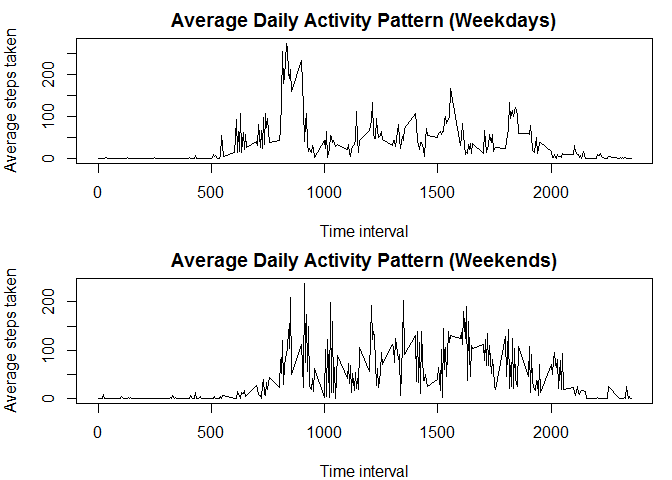 Average Daily Activity Pattern (Weekdays)
Average steps taken
0 100 200
0 500 1000 1500 2000
Time interval
Average Daily Activity Pattern (Weekends)
Average steps taken
0 100 200
0 500 1000 1500 2000
Time interval